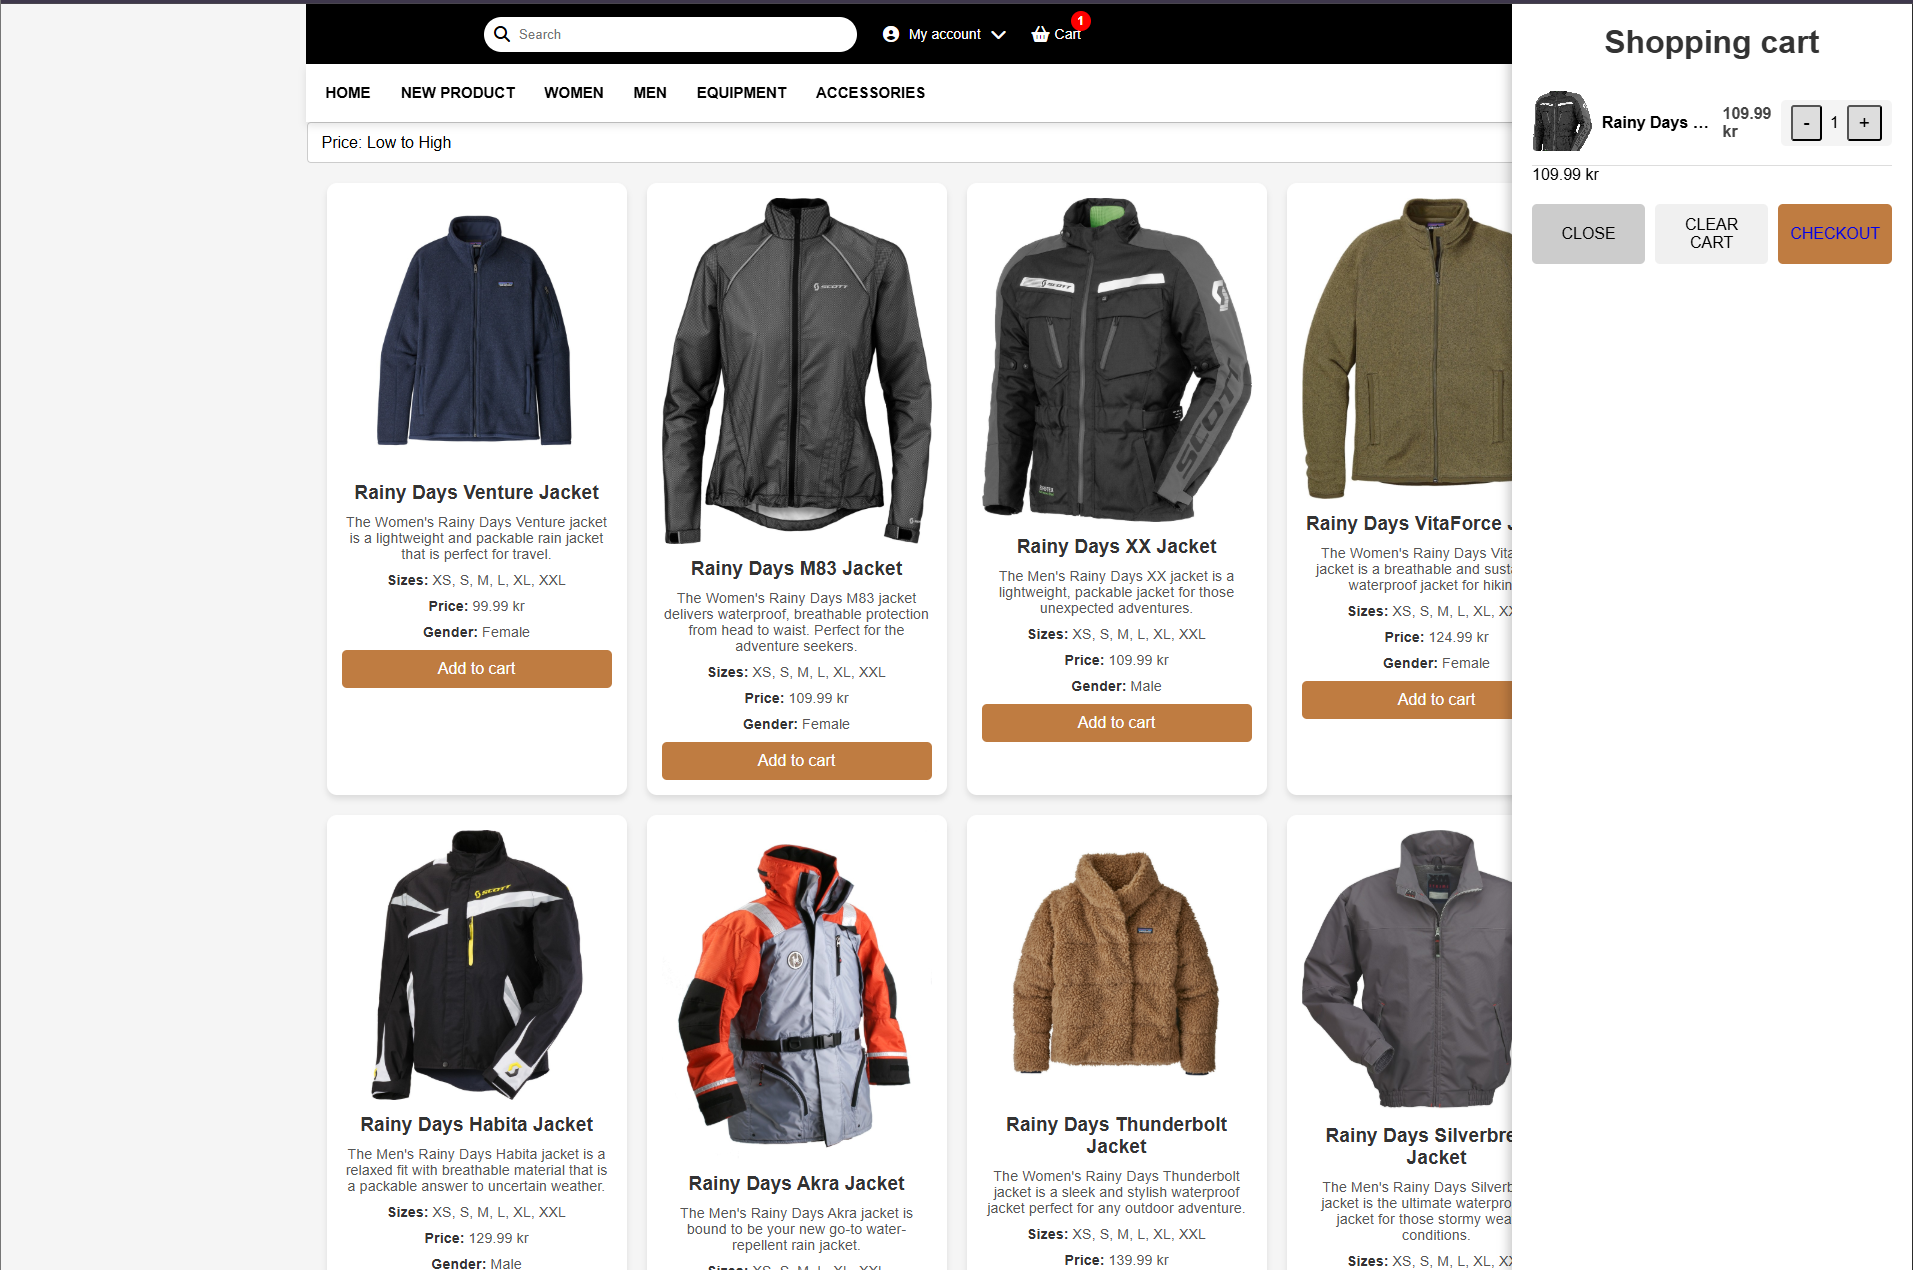 Search
My account
Cart
1
HOME
NEW PRODUCT
WOMEN
MEN
EQUIPMENT
ACCESSORIES
Price: Low to High
Rainy Days Venture Jacket
The Women's Rainy Days Venture jacket
is a lightweight and packable rain jacket
that is perfect for travel.
Sizes: XS, S, M, L, XL, XXL
Price: 99.99 kr
Gender: Female
Add to cart
SCOTT
Rainy Days M83 Jacket
The Women's Rainy Days M83 jacket
delivers waterproof, breathable protection
from head to waist. Perfect for the
adventure seekers.
Sizes: XS, S, M, L, XL, XXL
Price: 109.99 kr
Gender: Female
Add to cart
SCOTT
SCOTT
Rainy Days XX Jacket
The Men's Rainy Days XX jacket is a
lightweight, packable jacket for those
unexpected adventures.
Sizes: XS, S, M, L, XL, XXL
Price: 109.99 kr
Gender: Male
Add to cart
Rainy Days VitaForce J
The Women's Rainy Days Vita
jacket is a breathable and susta
waterproof jacket for hikin
Sizes: XS, S, M, L, XL, XX
Price: 124.99 kr
Gender: Female
Add to cart
SCOTT
Rainy Days Habita Jacket
The Men's Rainy Days Habita jacket is a
relaxed fit with breathable material that is
a packable answer to uncertain weather.
Sizes: XS, S, M, L, XL, XXL
Price: 129.99 kr
Gender: Male
Rainy Days Akra Jacket
The Men's Rainy Days Akra jacket is
bound to be your new go-to water-
repellent rain jacket.
Sizes: XS, S, M, L, XL, XXL
Rainy Days Thunderbolt
Jacket
The Women's Rainy Days Thunderbolt
jacket is a sleek and stylish waterproof
jacket perfect for any outdoor adventure.
Sizes: XS, S, M, L, XL, XXL
Price: 139.99 kr
Rainy Days Silverbre
Jacket
The Men's Rainy Days Silverb
jacket is the ultimate waterpro
jacket for those stormy wea
conditions.
Sizes: XS, S, M, L, XL, XX
Shopping cart
Rainy Days ...
109.99
kr
-
1
+
109.99 kr
CLOSE
CLEAR
CART
CHECKOUT